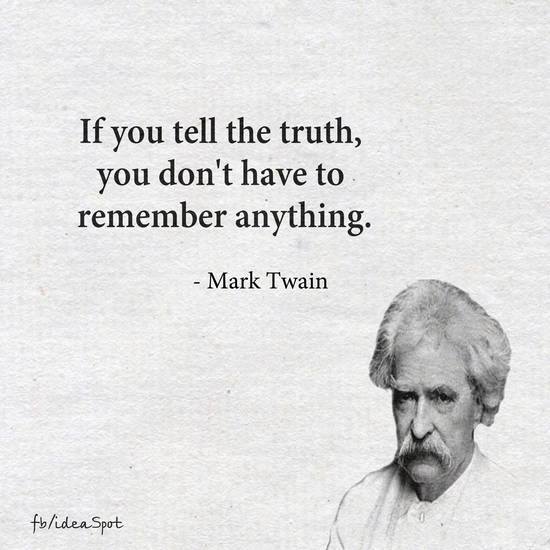 If you tell the truth,
you don't have to
remember anything.
- Mark Twain
fb/ideaSpot